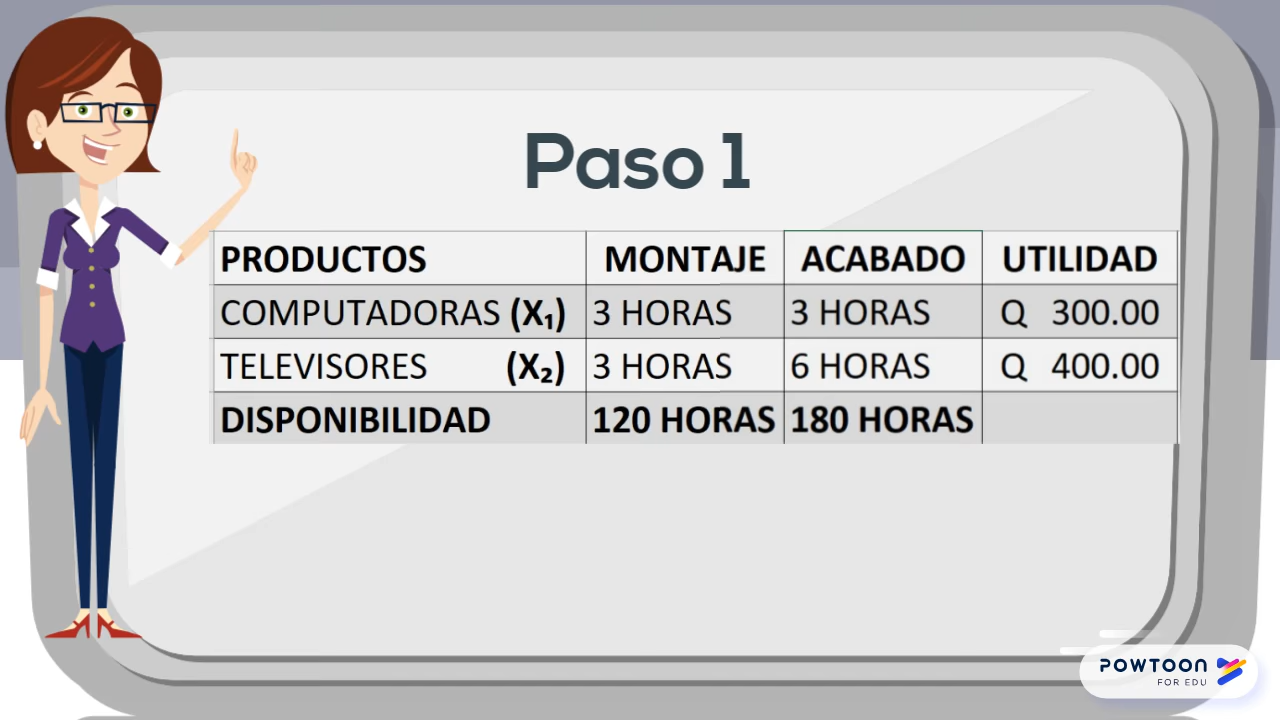 Paso 1
PRODUCTOS MONTAJE ACABADO UTILIDAD
COMPUTADORAS (X₁) 3 HORAS 3 HORAS Q 300.00
TELEVISORES (X₂) 3 HORAS 6 HORAS Q 400.00
DISPONIBILIDAD 120 HORAS 180 HORAS
POWTOON
FOR EDU